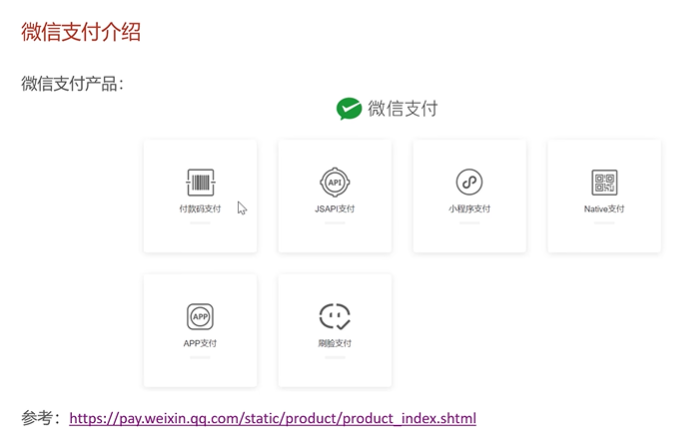 微信支付介绍
微信支付产品：
微信支付
付款码支付
API
JSAPI支付
小程序支付
Native支付
APP
APP支付
刷脸支付
参考：https://pay.weixin.qq.com/static/product/product_index.shtml